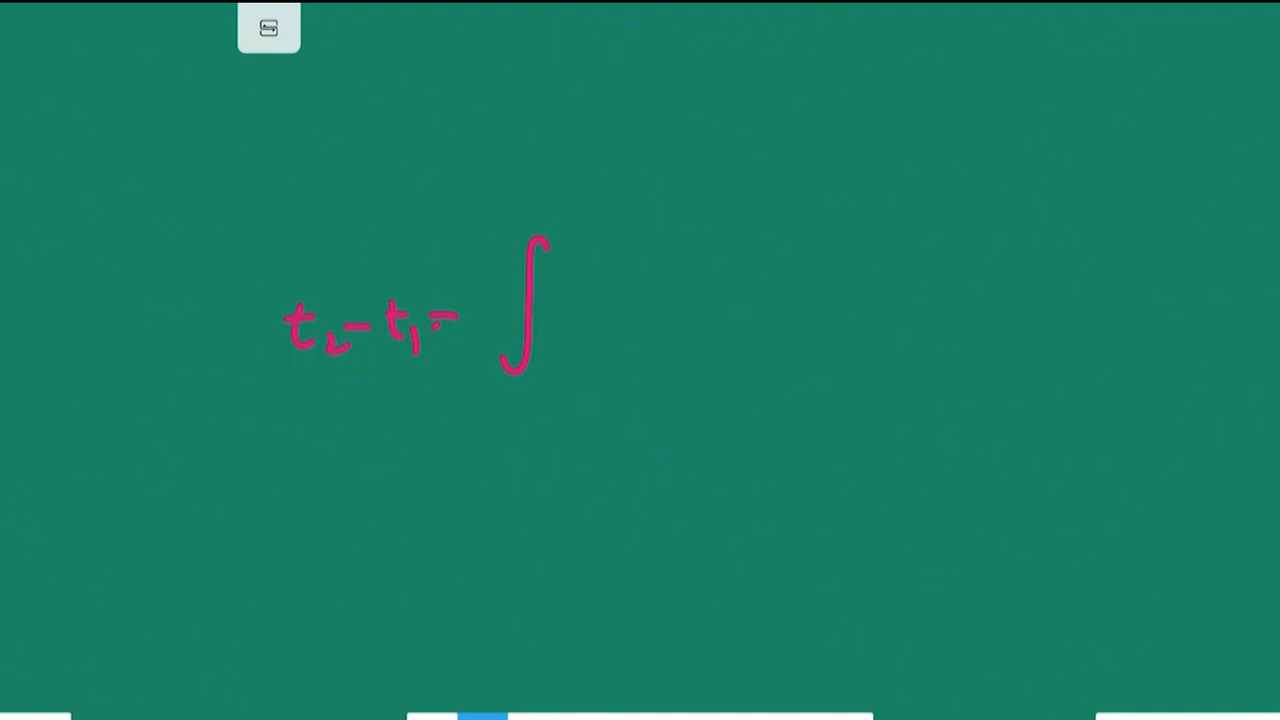 t₂ - t₁ = ∫